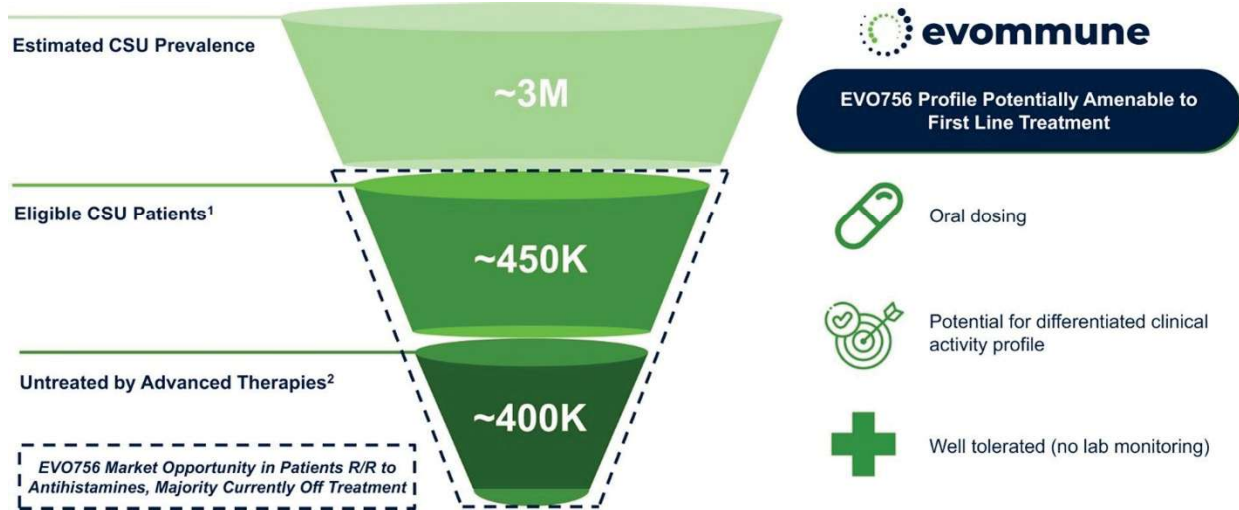 Estimated CSU Prevalence
~3M
Eligible CSU Patients¹
~450K
Untreated by Advanced Therapies²
~400K
EVO756 Market Opportunity in Patients R/R to
Antihistamines, Majority Currently Off Treatment
evommune
EVO756 Profile Potentially Amenable to
First Line Treatment
Oral dosing
Potential for differentiated clinical
activity profile
Well tolerated (no lab monitoring)